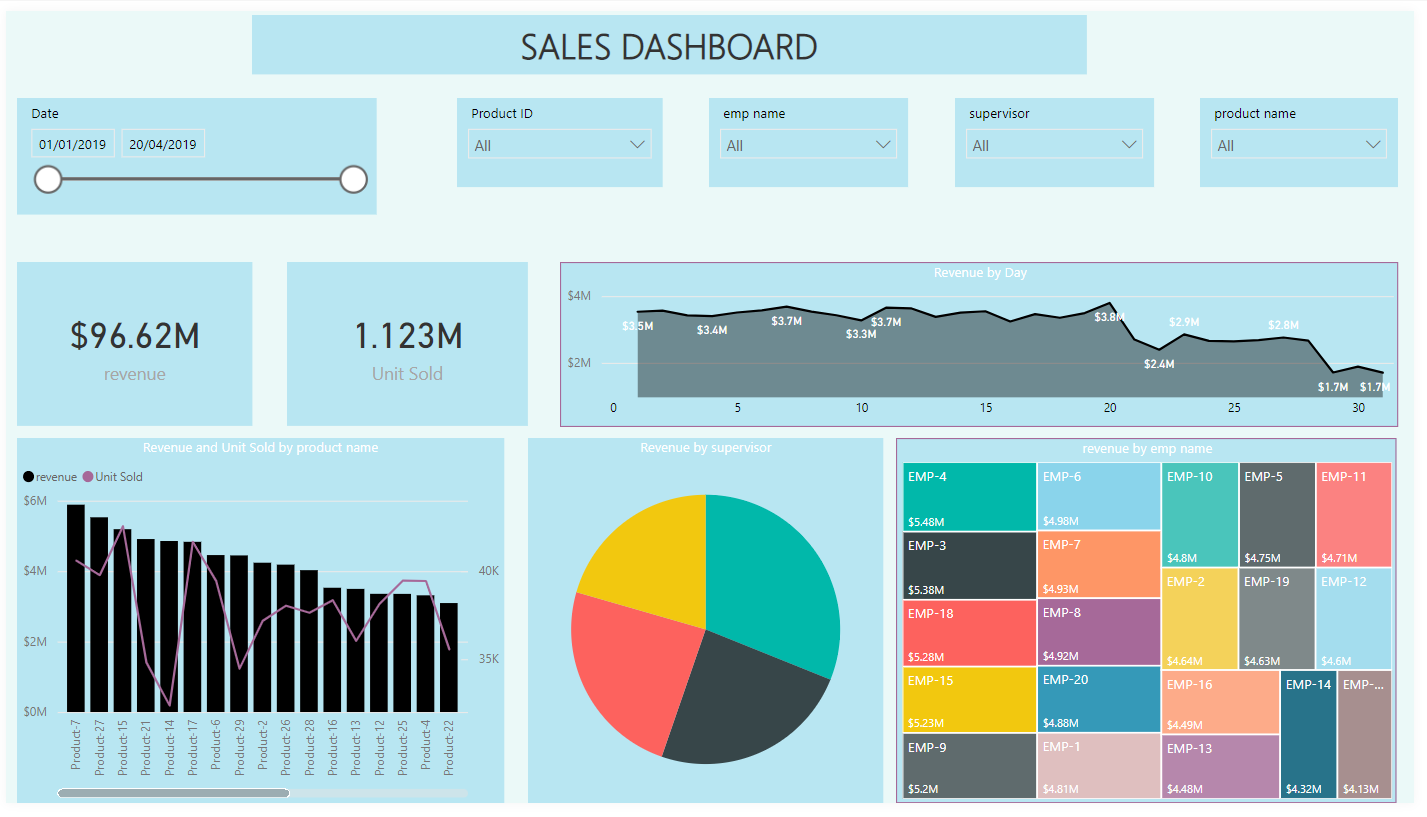 SALES DASHBOARD
Date
01/01/2019 20/04/2019
Product ID
All
emp name
All
supervisor
All
product name
All
$96.62M
revenue
1.123M
Unit Sold
Revenue by Day
$4M
$2M
$3.5M
$3.4M
$3.7M
$3.3M
$3.7M
$3.8M
$2.4M
$2.9M
$2.8M
$1.7M
$1.7M
0 5 10 15 20 25 30
Revenue and Unit Sold by product name
revenue Unit Sold
$6M
$4M
$2M
$0M
40K
35K
Product-7
Product-27
Product-15
Product-21
Product-14
Product-17
Product-6
Product-29
Product-2
Product-26
Product-28
Product-16
Product-13
Product-12
Product-25
Product-4
Product-22
Revenue by supervisor
revenue by emp name
EMP-4
$5.48M
EMP-3
$5.38M
EMP-18
$5.28M
EMP-15
$5.23M
EMP-9
$5.2M
EMP-6
$4.98M
EMP-7
$4.93M
EMP-8
$4.92M
EMP-20
$4.88M
EMP-1
$4.81M
EMP-10
$4.8M
EMP-5
$4.75M
EMP-11
$4.71M
EMP-2
$4.64M
EMP-19
$4.63M
EMP-12
$4.6M
EMP-16
$4.49M
EMP-13
$4.48M
EMP-14
$4.32M
EMP-...
$4.13M